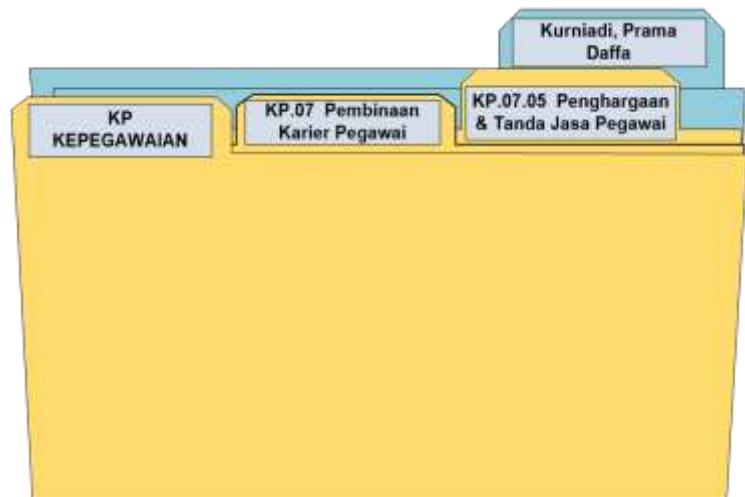 Kurniadi, Prama
Daffa
KP
KEPEGAWAIAN
KP.07 Pembinaan
Karier Pegawai
KP.07.05 Penghargaan
& Tanda Jasa Pegawai